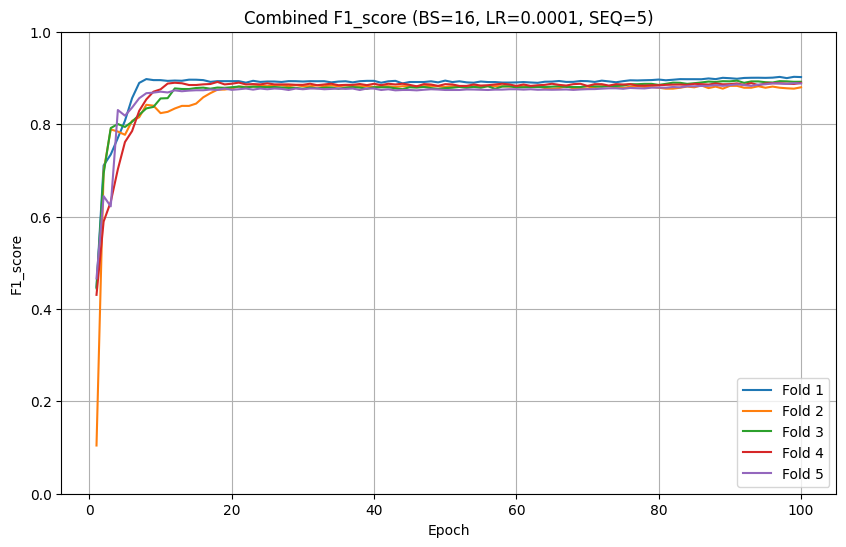 Combined F1_score (BS=16, LR=0.0001, SEQ=5)
1.0
0.8
0.6
0.4
0.2
0.0
F1_score
0 20 40 60 80 100
Epoch
Fold 1
Fold 2
Fold 3
Fold 4
Fold 5